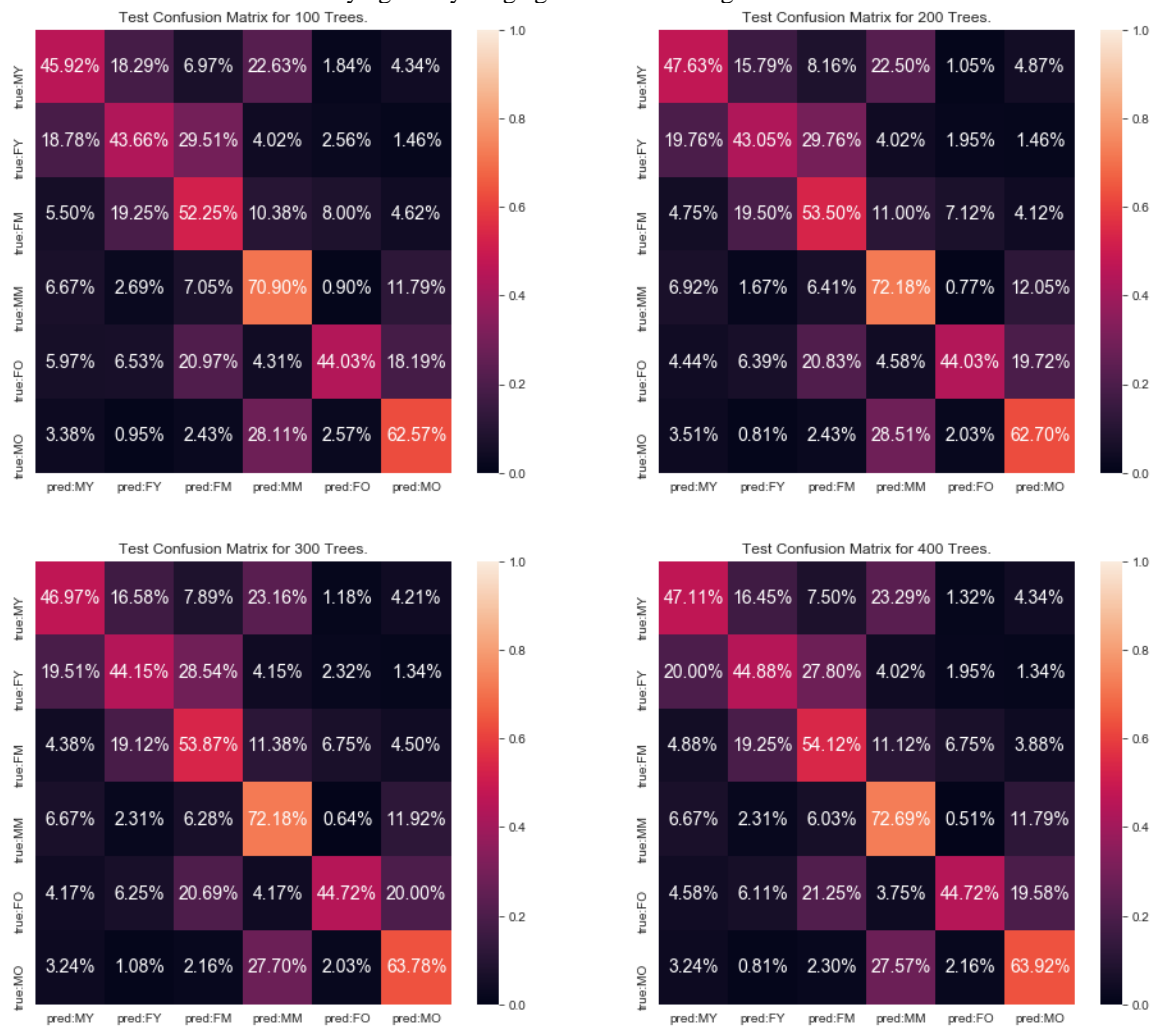 Test Confusion Matrix for 100 Trees.
true:MY 45.92% 18.29% 6.97% 22.63% 1.84% 4.34%
true:FY 18.78% 43.66% 29.51% 4.02% 2.56% 1.46%
true:FM 5.50% 19.25% 52.25% 10.38% 8.00% 4.62%
true:MM 6.67% 2.69% 7.05% 70.90% 0.90% 11.79%
true:FO 5.97% 6.53% 20.97% 4.31% 44.03% 18.19%
true:MO 3.38% 0.95% 2.43% 28.11% 2.57% 62.57%
pred:MY pred:FY pred:FM pred:MM pred:FO pred:MO
1.0
0.8
0.6
0.4
0.2
0.0
Test Confusion Matrix for 200 Trees.
true:MY 47.63% 15.79% 8.16% 22.50% 1.05% 4.87%
true:FY 19.76% 43.05% 29.76% 4.02% 1.95% 1.46%
true:FM 4.75% 19.50% 53.50% 11.00% 7.12% 4.12%
true:MM 6.92% 1.67% 6.41% 72.18% 0.77% 12.05%
true:FO 4.44% 6.39% 20.83% 4.58% 44.03% 19.72%
true:MO 3.51% 0.81% 2.43% 28.51% 2.03% 62.70%
pred:MY pred:FY pred:FM pred:MM pred:FO pred:MO
1.0
0.8
0.6
0.4
0.2
0.0
Test Confusion Matrix for 300 Trees.
true:MY 46.97% 16.58% 7.89% 23.16% 1.18% 4.21%
true:FY 19.51% 44.15% 28.54% 4.15% 2.32% 1.34%
true:FM 4.38% 19.12% 53.87% 11.38% 6.75% 4.50%
true:MM 6.67% 2.31% 6.28% 72.18% 0.64% 11.92%
true:FO 4.17% 6.25% 20.69% 4.17% 44.72% 20.00%
true:MO 3.24% 1.08% 2.16% 27.70% 2.03% 63.78%
pred:MY pred:FY pred:FM pred:MM pred:FO pred:MO
1.0
0.8
0.6
0.4
0.2
0.0
Test Confusion Matrix for 400 Trees.
true:MY 47.11% 16.45% 7.50% 23.29% 1.32% 4.34%
true:FY 20.00% 44.88% 27.80% 4.02% 1.95% 1.34%
true:FM 4.88% 19.25% 54.12% 11.12% 6.75% 3.88%
true:MM 6.67% 2.31% 6.03% 72.69% 0.51% 11.79%
true:FO 4.58% 6.11% 21.25% 3.75% 44.72% 19.58%
true:MO 3.24% 0.81% 2.30% 27.57% 2.16% 63.92%
pred:MY pred:FY pred:FM pred:MM pred:FO pred:MO
1.0
0.8
0.6
0.4
0.2
0.0